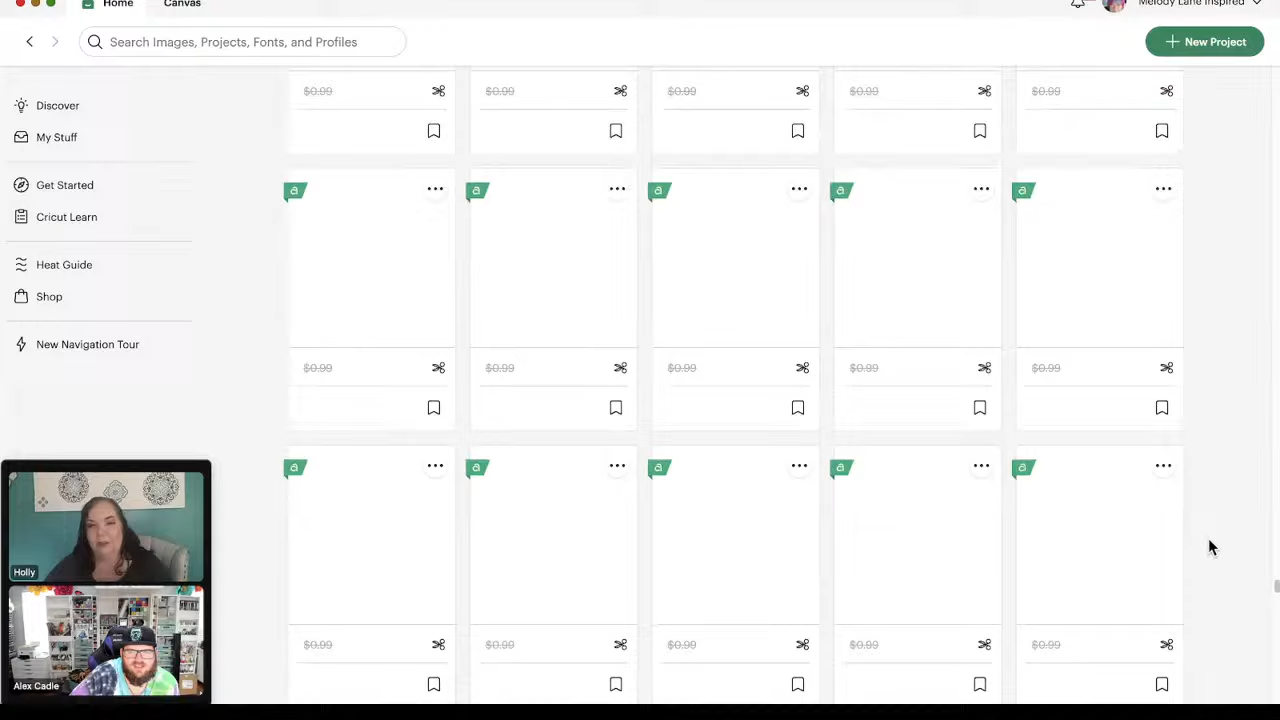 Home
Canvas
Melody Lane Inspired
Search Images, Projects, Fonts, and Profiles
New Project
Discover
My Stuff
Get Started
Cricut Learn
Heat Guide
Shop
New Navigation Tour
$0.99 $0.99 $0.99 $0.99 $0.99
a a a a a
$0.99 $0.99 $0.99 $0.99 $0.99
a a a a a
$0.99 $0.99 $0.99 $0.99 $0.99
Holly
Alex Cadle